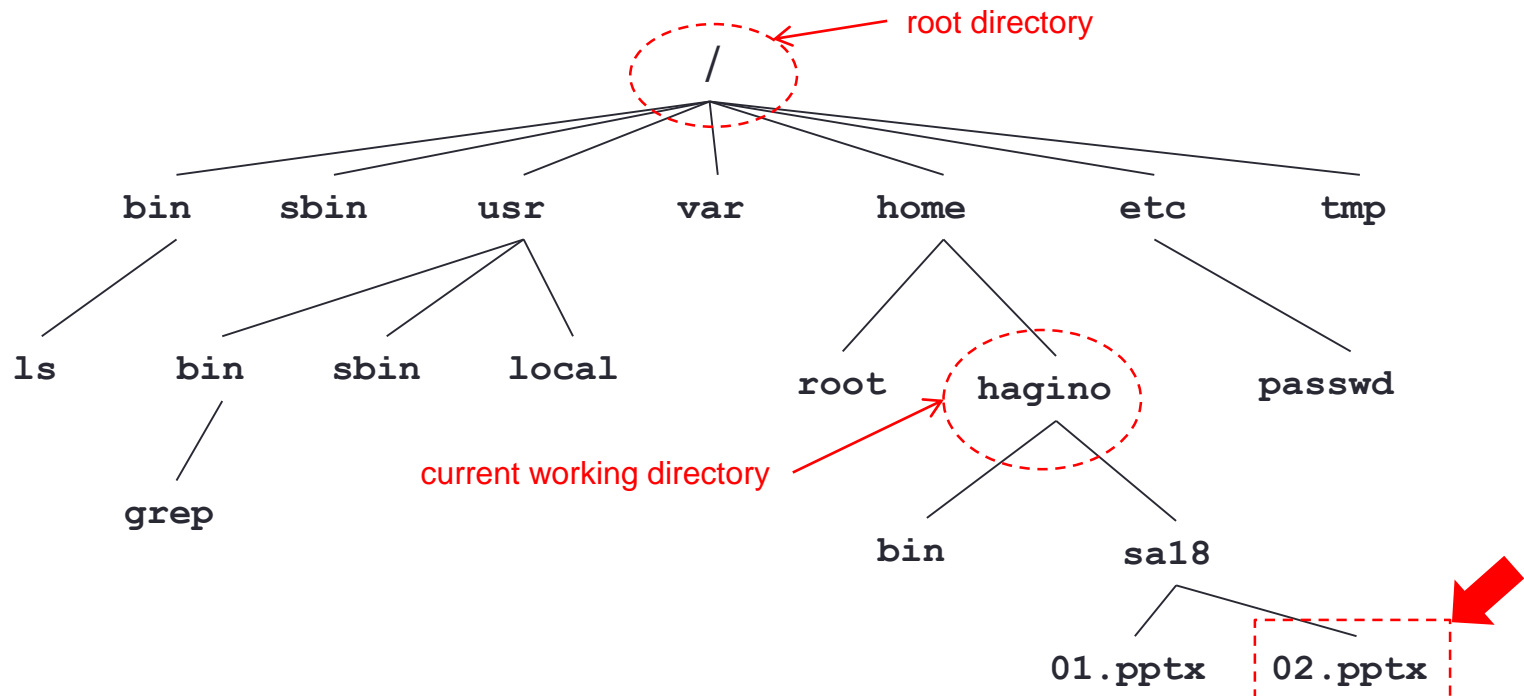 root directory
/
bin sbin usr var home etc tmp
ls bin sbin local root hagino passwd
current working directory
grep
bin sa18
01.pptx 02.pptx